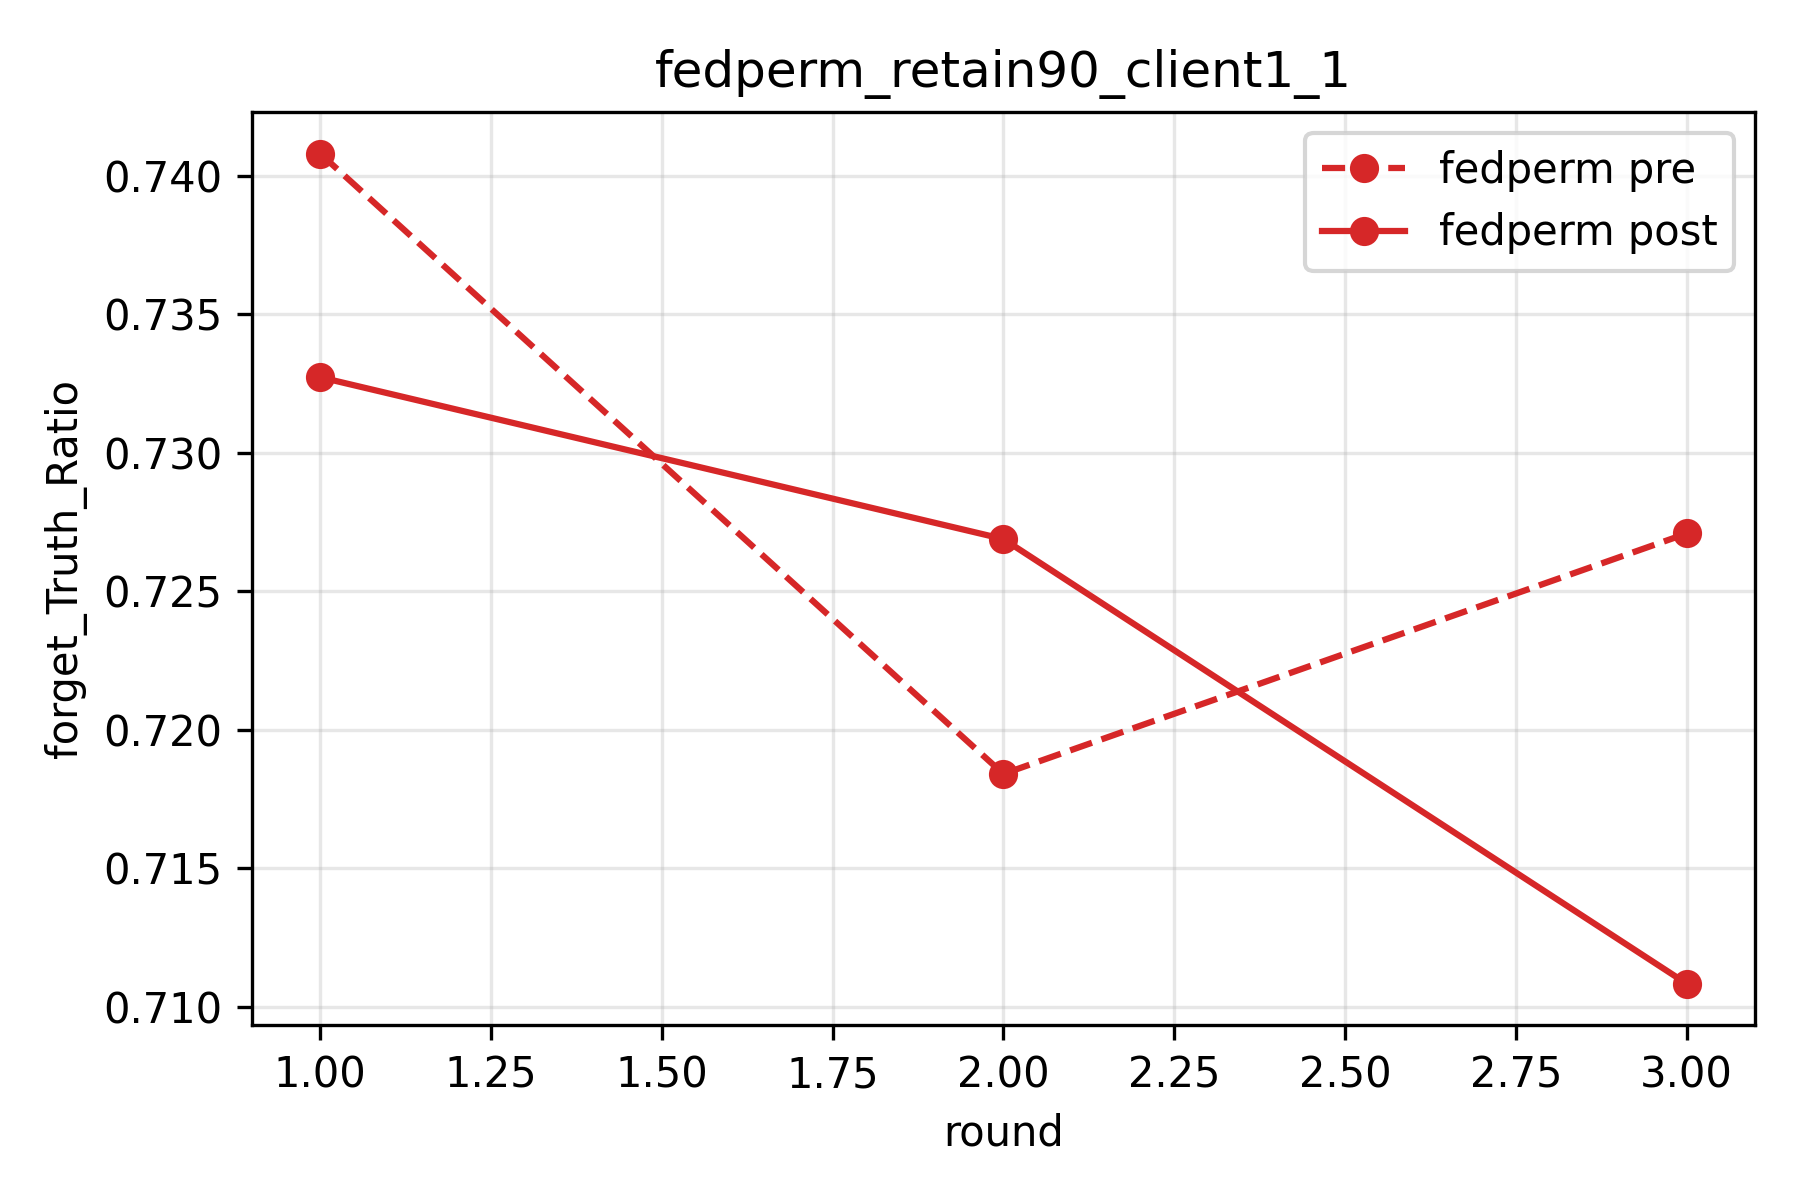 fedperm_retain90_client1_1
fedperm pre
fedperm post
forget_Truth_Ratio
0.740
0.735
0.730
0.725
0.720
0.715
0.710
1.00 1.25 1.50 1.75 2.00 2.25 2.50 2.75 3.00
round